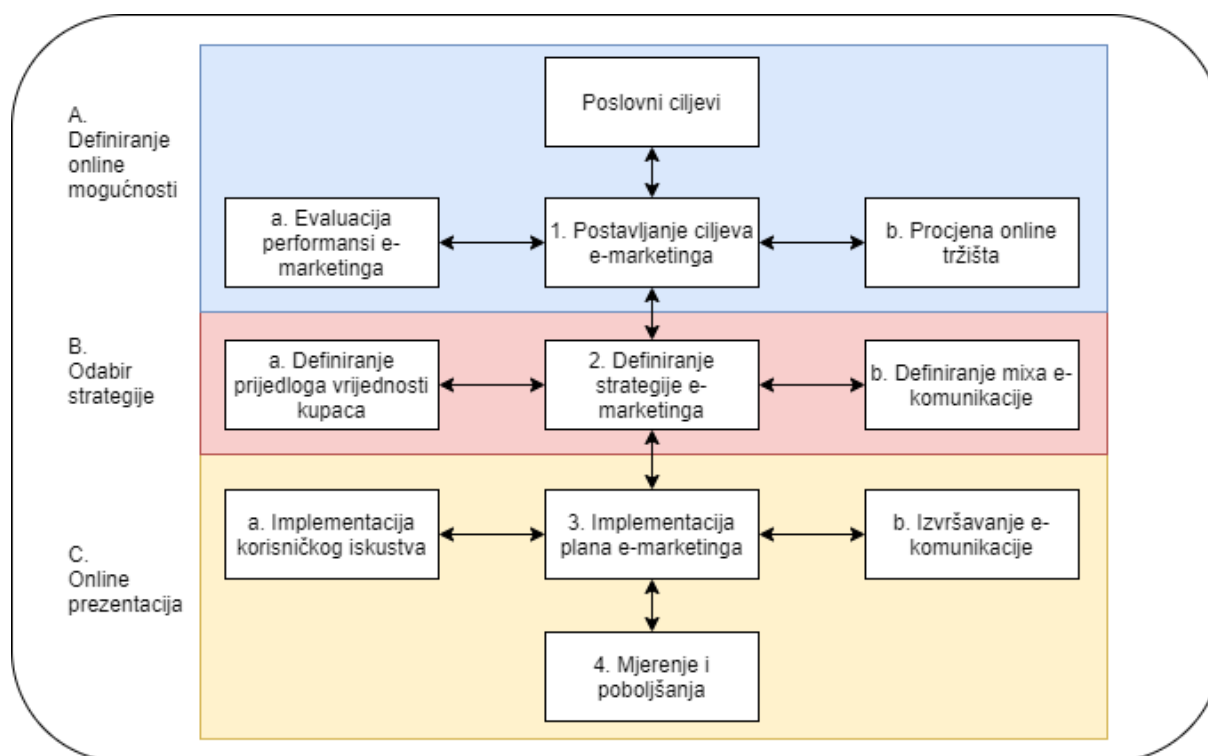 A.
Definiranje
online
mogućnosti
Poslovni ciljevi
a. Evaluacija
performansi e-
marketinga
1. Postavljanje ciljeva
e-marketinga
b. Procjena online
tržišta
B.
Odabir
strategije
a. Definiranje
prijedloga vrijednosti
kupaca
2. Definiranje
strategije e-
marketinga
b. Definiranje mixa e-
komunikacije
C.
Online
prezentacija
a. Implementacija
korisničkog iskustva
3. Implementacija
plana e-marketinga
b. Izvršavanje e-
komunikacije
4. Mjerenje i
poboljšanja